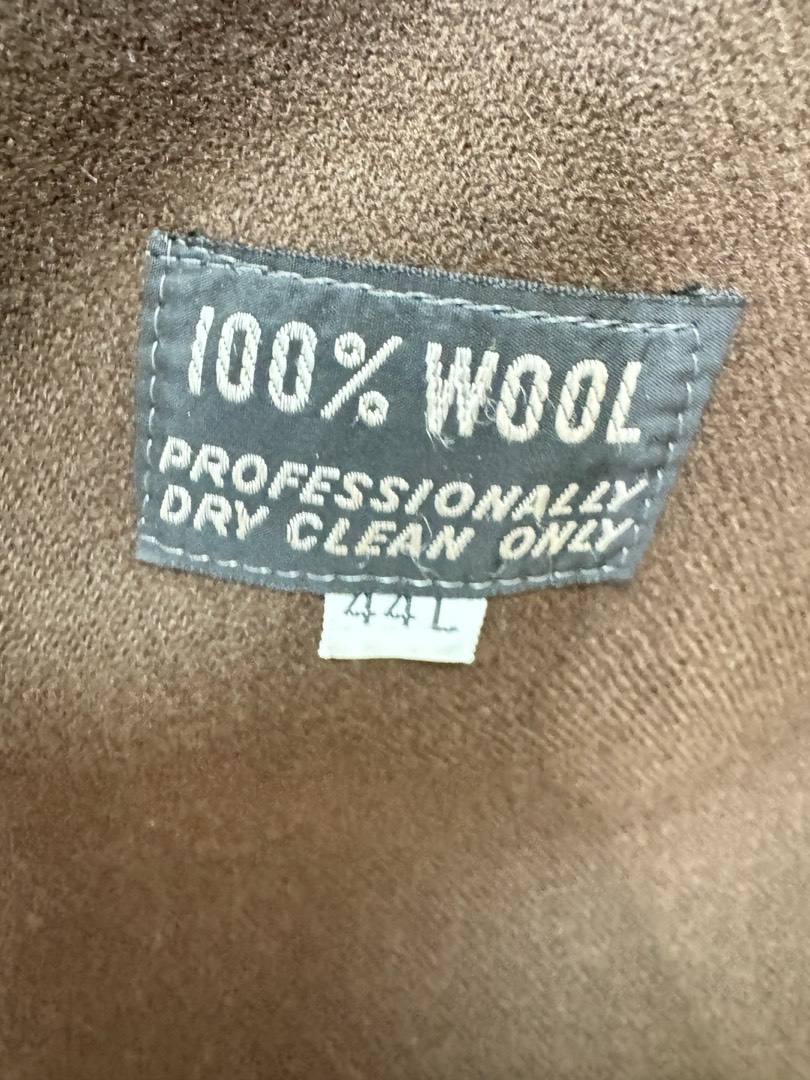 100% WOOL
PROFESSIONALLY
DRY CLEAN ONLY
44L